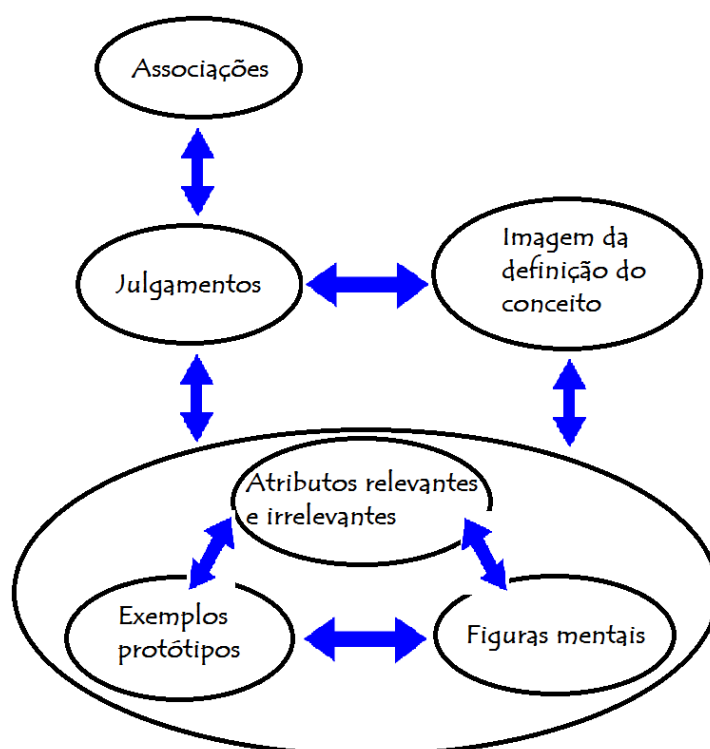 Associações
Julgamentos
Imagem da
definição do
conceito
Atributos relevantes
e irrelevantes
Exemplos
protótipos
Figuras mentais